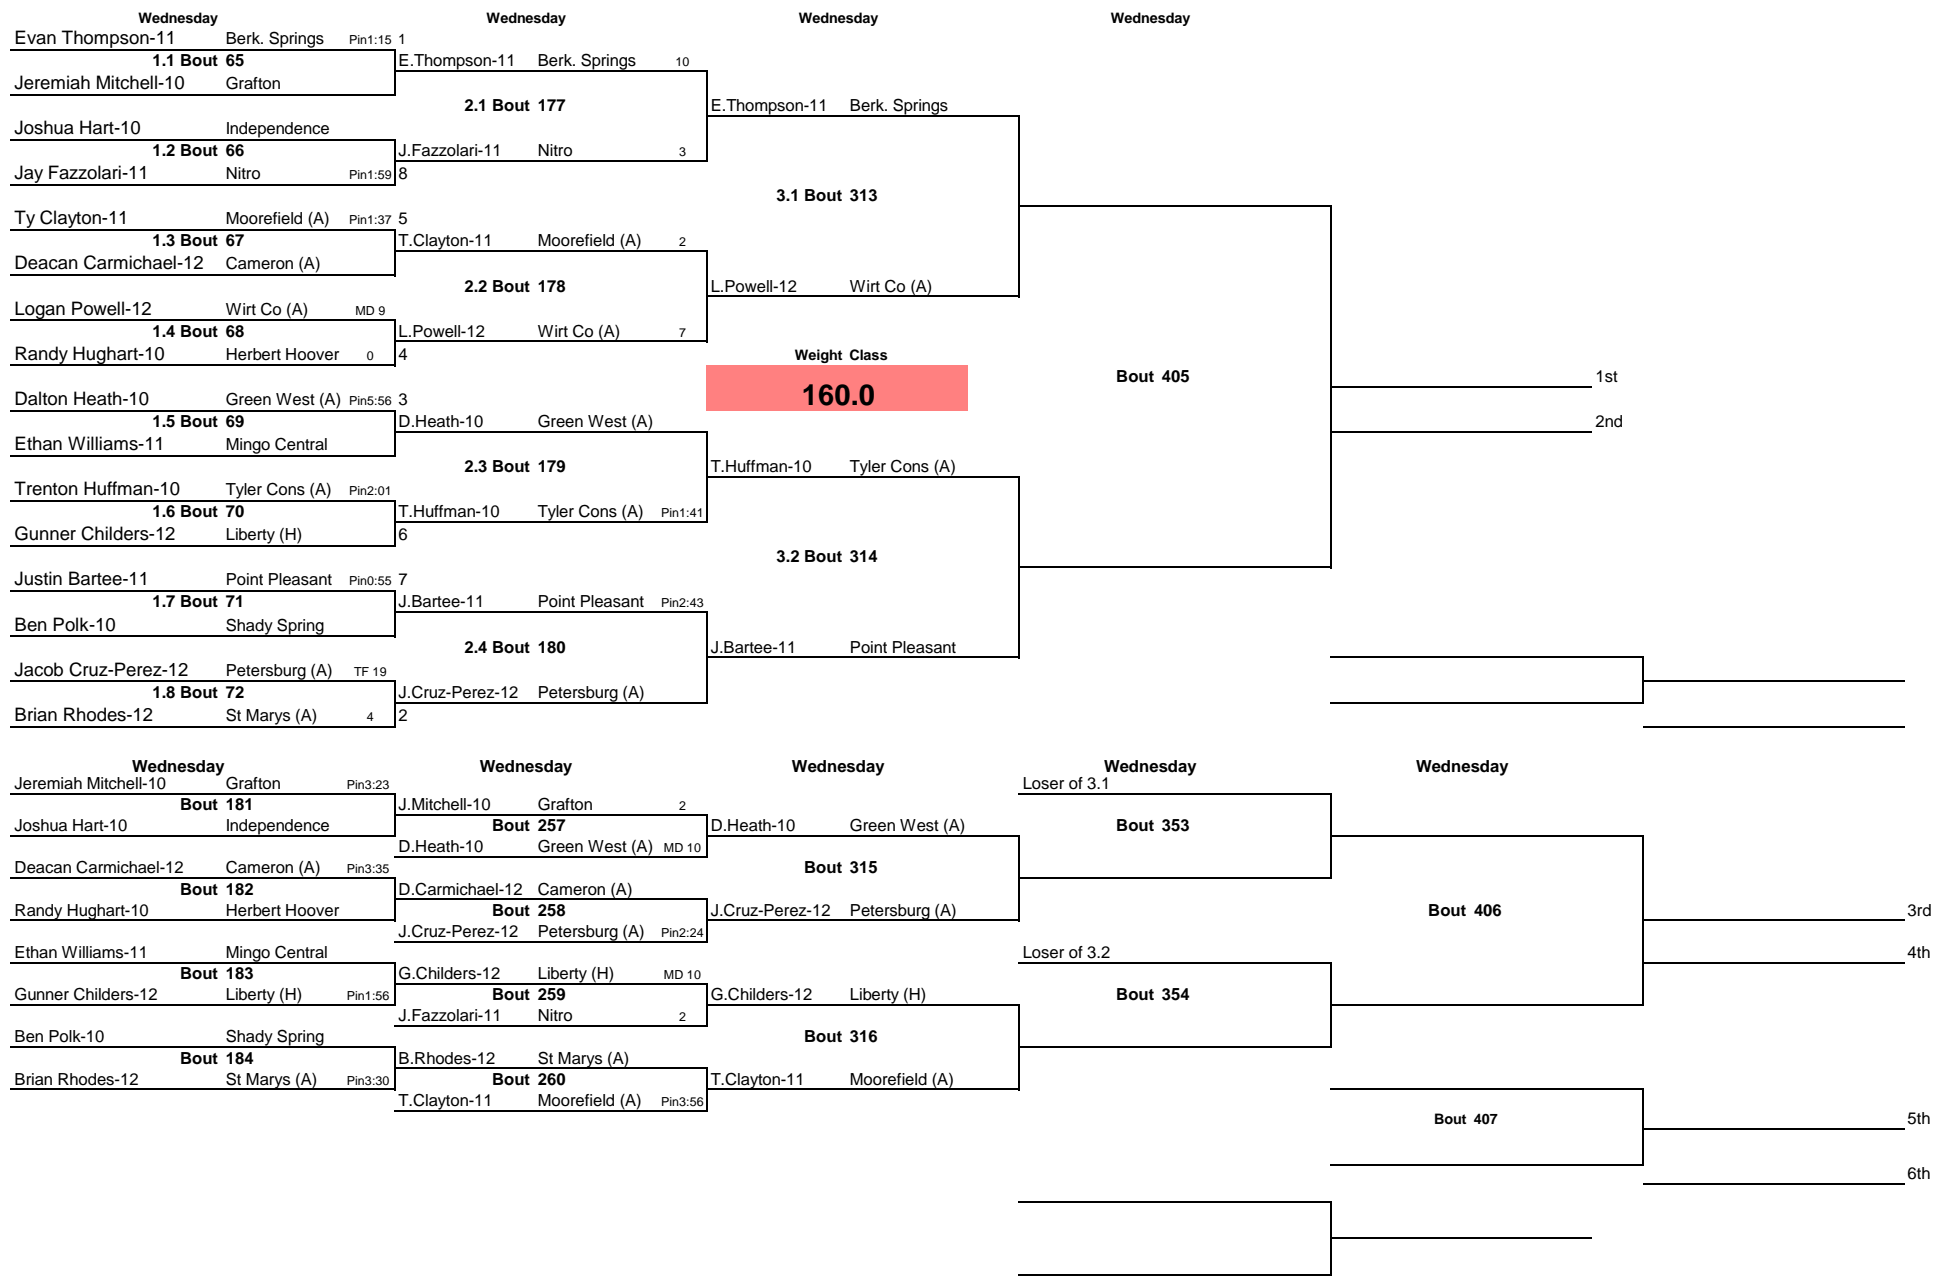 Wednesday Wednesday Wednesday Wednesday
Evan Thompson-11 Berk. Springs Pin1:15 1
1.1 Bout 65 E.Thompson-11 Berk. Springs 10
Jeremiah Mitchell-10 Grafton
2.1 Bout 177 E.Thompson-11 Berk. Springs
Joshua Hart-10 Independence
1.2 Bout 66 J.Fazzolari-11 Nitro 3
Jay Fazzolari-11 Nitro Pin1:59 8
3.1 Bout 313
Ty Clayton-11 Moorefield (A) Pin1:37 5
1.3 Bout 67 T.Clayton-11 Moorefield (A) 2
Deacan Carmichael-12 Cameron (A)
2.2 Bout 178 L.Powell-12 Wirt Co (A)
Logan Powell-12 Wirt Co (A) MD 9
1.4 Bout 68 L.Powell-12 Wirt Co (A) 7
Randy Hughart-10 Herbert Hoover 0 4 Weight Class
Bout 405 1st
Dalton Heath-10 Green West (A) Pin5:56 3 160.0
1.5 Bout 69 D.Heath-10 Green West (A) 2nd
Ethan Williams-11 Mingo Central
2.3 Bout 179 T.Huffman-10 Tyler Cons (A)
Trenton Huffman-10 Tyler Cons (A) Pin2:01
1.6 Bout 70 T.Huffman-10 Tyler Cons (A) Pin1:41
Gunner Childers-12 Liberty (H) 6
3.2 Bout 314
Justin Bartee-11 Point Pleasant Pin0:55 7
1.7 Bout 71 J.Bartee-11 Point Pleasant Pin2:43
Ben Polk-10 Shady Spring
2.4 Bout 180 J.Bartee-11 Point Pleasant
Jacob Cruz-Perez-12 Petersburg (A) TF 19
1.8 Bout 72 J.Cruz-Perez-12 Petersburg (A)
Brian Rhodes-12 St Marys (A) 4 2
Wednesday Wednesday Wednesday Wednesday Wednesday
Jeremiah Mitchell-10 Grafton Pin3:23 Loser of 3.1
Bout 181 J.Mitchell-10 Grafton 2
Joshua Hart-10 Independence Bout 257 D.Heath-10 Green West (A) Bout 353
D.Heath-10 Green West (A) MD 10
Deacan Carmichael-12 Cameron (A) Pin3:35 Bout 315
Bout 182 D.Carmichael-12 Cameron (A)
Randy Hughart-10 Herbert Hoover Bout 258 J.Cruz-Perez-12 Petersburg (A) Bout 406 3rd
J.Cruz-Perez-12 Petersburg (A) Pin2:24
Ethan Williams-11 Mingo Central Loser of 3.2 4th
Bout 183 G.Childers-12 Liberty (H) MD 10
Gunner Childers-12 Liberty (H) Pin1:56 Bout 259 G.Childers-12 Liberty (H) Bout 354
J.Fazzolari-11 Nitro 2
Ben Polk-10 Shady Spring Bout 316
Bout 184 B.Rhodes-12 St Marys (A)
Brian Rhodes-12 St Marys (A) Pin3:30 Bout 260 T.Clayton-11 Moorefield (A)
T.Clayton-11 Moorefield (A) Pin3:56
Bout 407 5th
6th